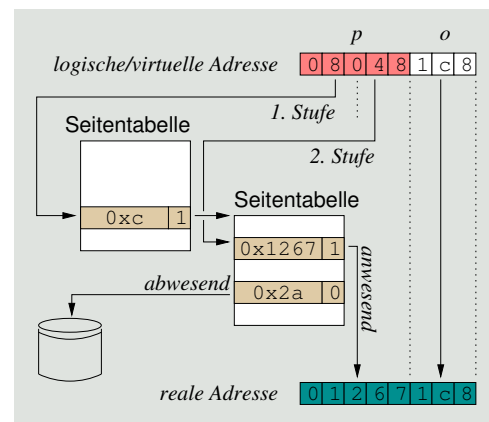 p o
logische/virtuelle Adresse 0 8 0 4 8 1 c 8
1. Stufe
Seitentabelle
2. Stufe
Seitentabelle
0xc 1
0x1267 1
abwesend
0x2a 0
anwesend
reale Adresse 0 1 2 6 7 1 c 8